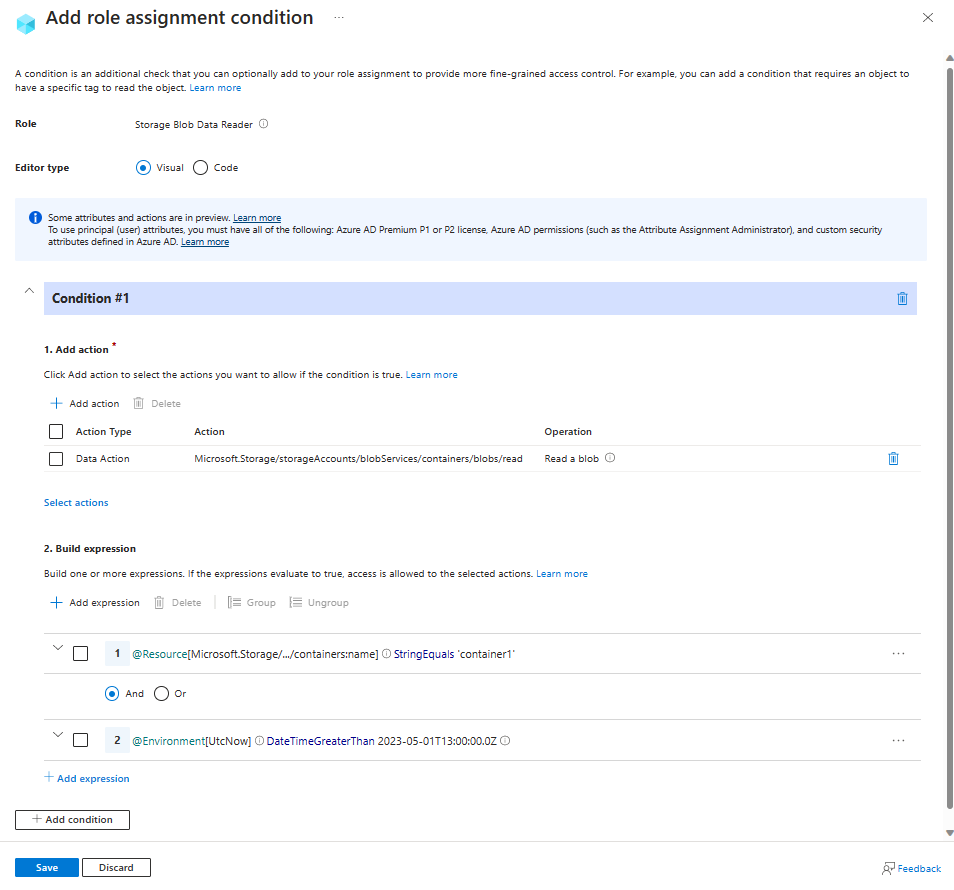 Add role assignment condition ...
A condition is an additional check that you can optionally add to your role assignment to provide more fine-grained access control. For example, you can add a condition that requires an object to
have a specific tag to read the object. Learn more
Role Storage Blob Data Reader
Editor type Visual Code
Some attributes and actions are in preview. Learn more
To use principal (user) attributes, you must have all of the following: Azure AD Premium P1 or P2 license, Azure AD permissions (such as the Attribute Assignment Administrator), and custom security
attributes defined in Azure AD. Learn more
Condition #1
1. Add action *
Click Add action to select the actions you want to allow if the condition is true. Learn more
+ Add action Delete
Action Type Action Operation
Data Action Microsoft.Storage/storageAccounts/blobServices/containers/blobs/read Read a blob
Select actions
2. Build expression
Build one or more expressions. If the expressions evaluate to true, access is allowed to the selected actions. Learn more
+ Add expression Delete Group Ungroup
1 @Resource[Microsoft.Storage/.../containers:name] StringEquals 'container1' ...
And Or
2 @Environment[UtcNow] DateTimeGreaterThan 2023-05-01T13:00:00.0Z ...
+ Add expression
+ Add condition
Save Discard Feedback